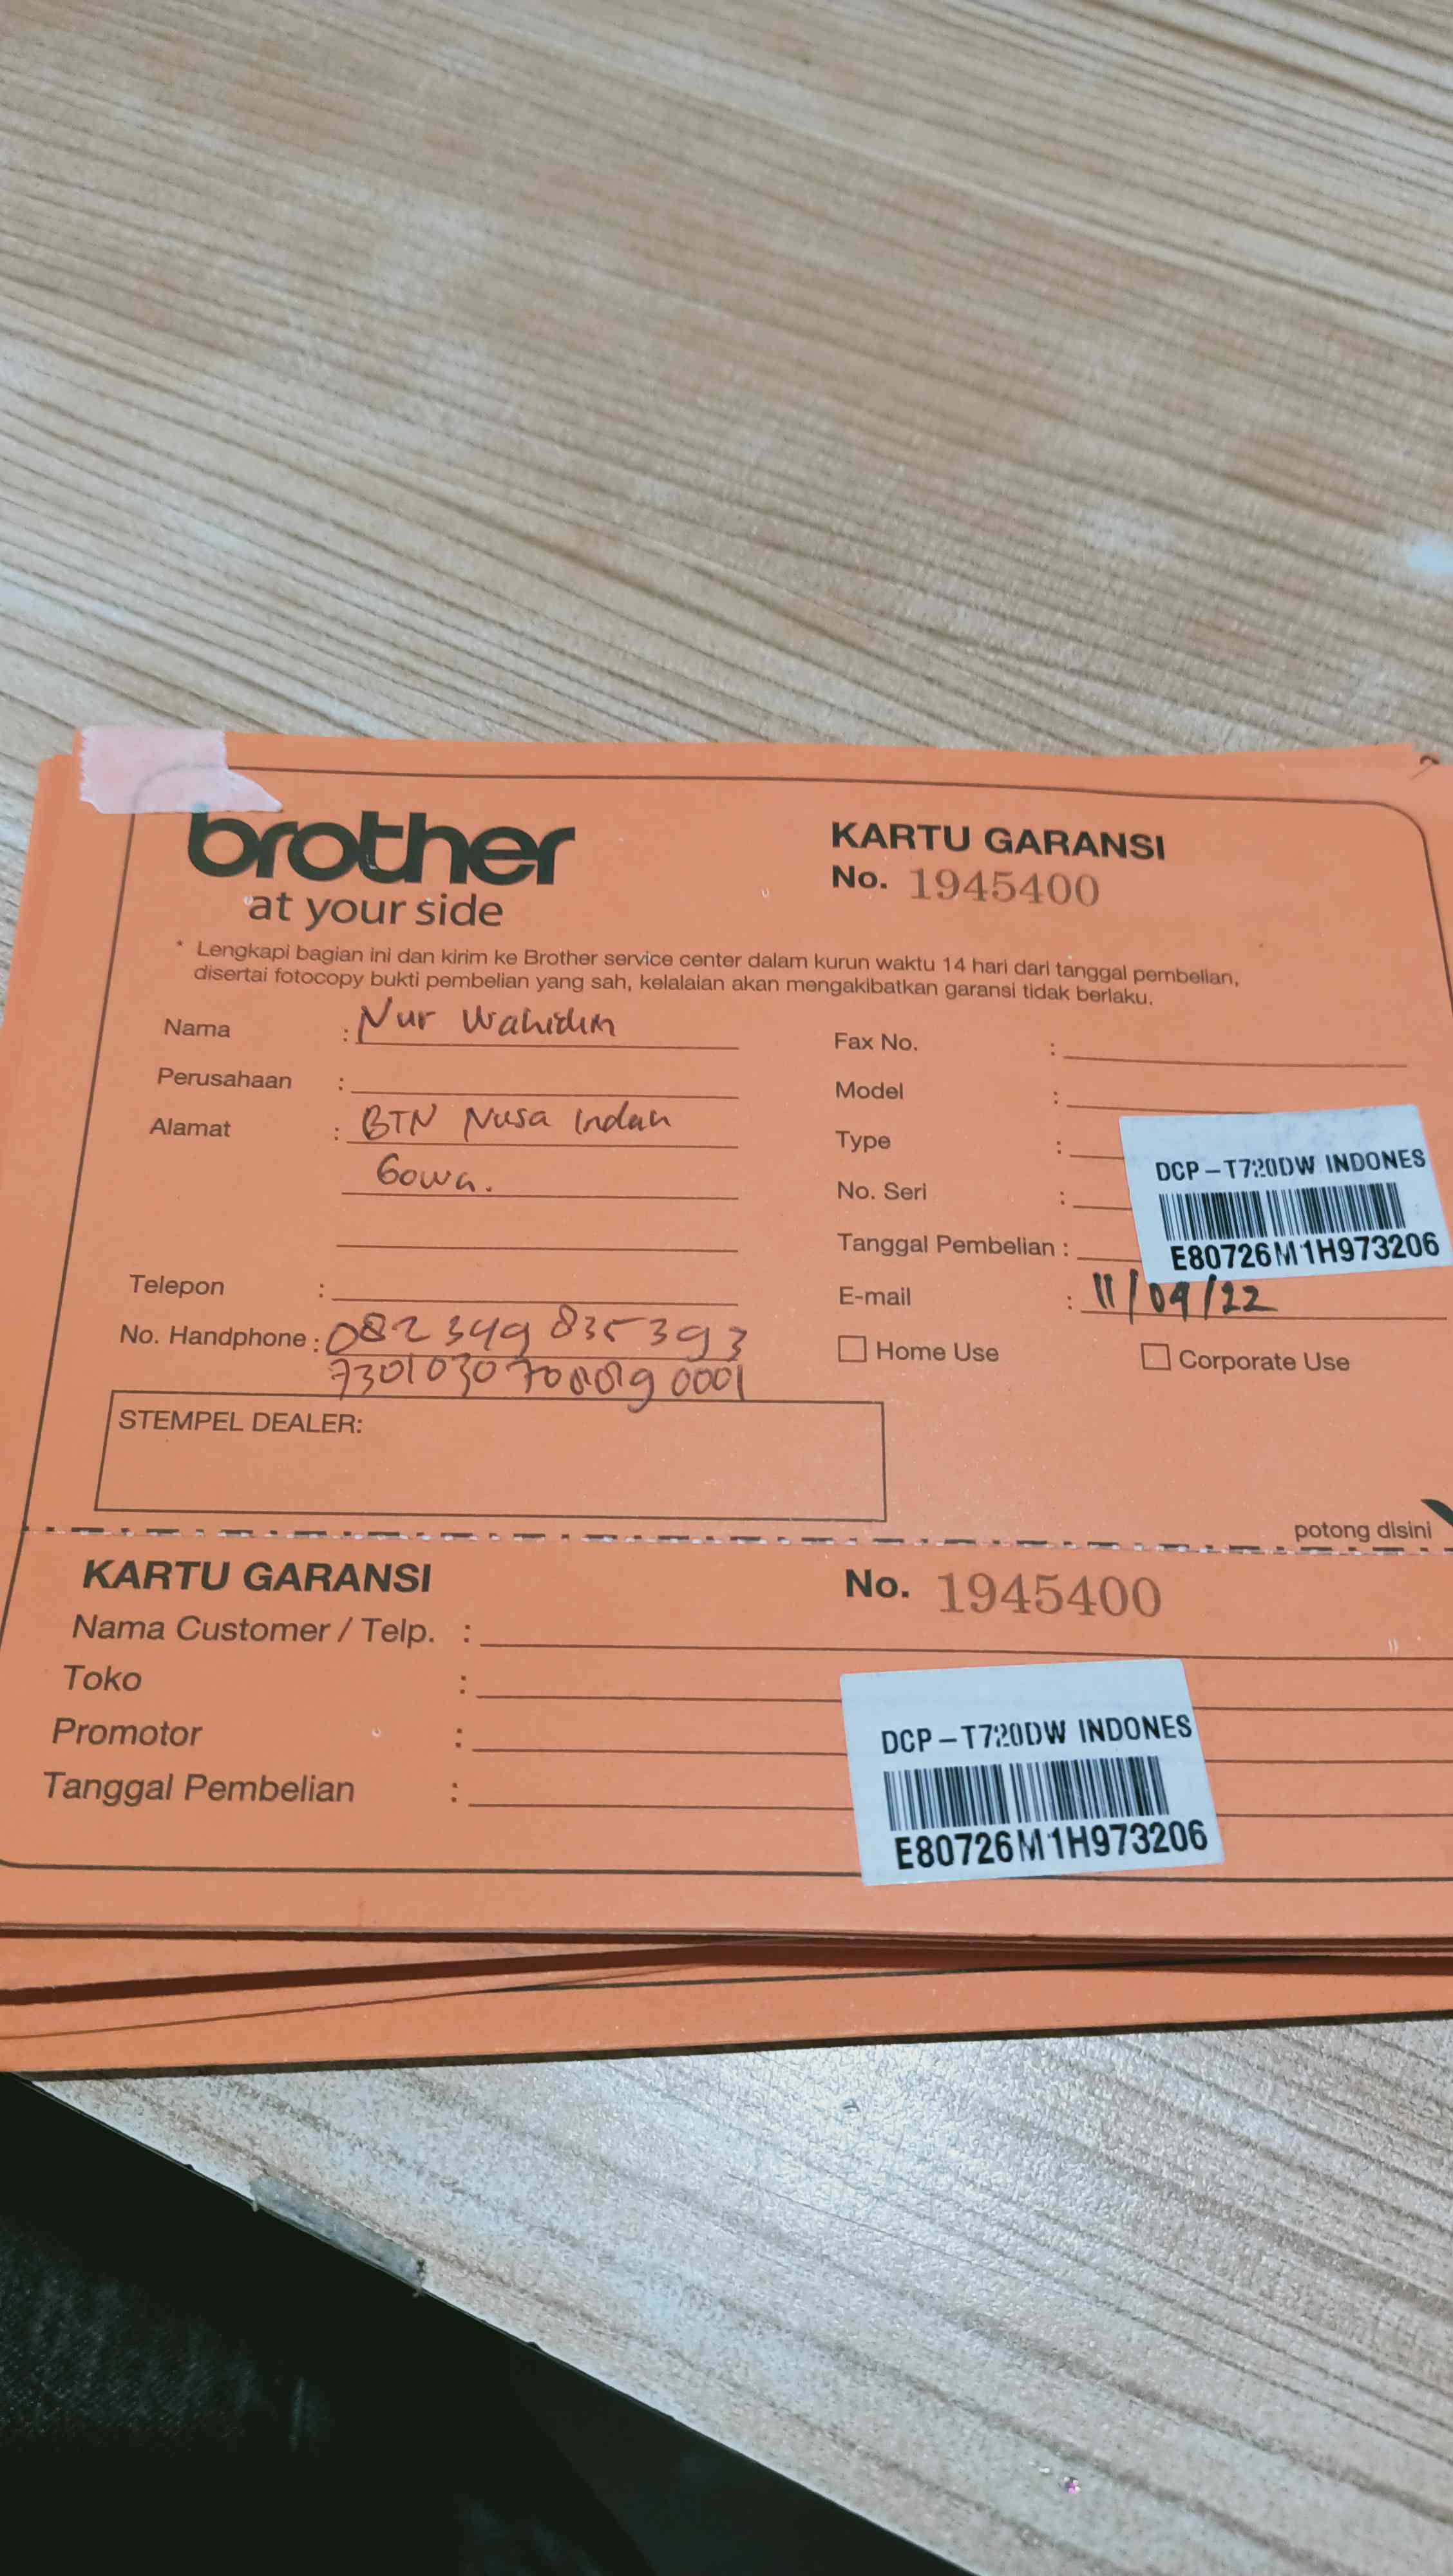 brother
at your side
KARTU GARANSI
No. 1945400
* Lengkapi bagian ini dan kirim ke Brother service center dalam kurun waktu 14 hari dari tanggal pembelian,
disertai fotocopy bukti pembelian yang sah, kelalaian akan mengakibatkan garansi tidak berlaku.
Nama : Nur Wahidin
Perusahaan :
Alamat : BTN Nusa Indah
Gowa.
Telepon :
No. Handphone : 082 349 835 393
STEMPEL DEALER:
Fax No. :
Model :
Type :
No. Seri :
Tanggal Pembelian :
DCP-T720DW INDONES
E80726M1H973206
E-mail : 11/04/22
Home Use
Corporate Use
potong disini
KARTU GARANSI
No. 1945400
Nama Customer / Telp. :
Toko :
Promotor :
Tanggal Pembelian :
DCP-T720DW INDONES
E80726M1H973206